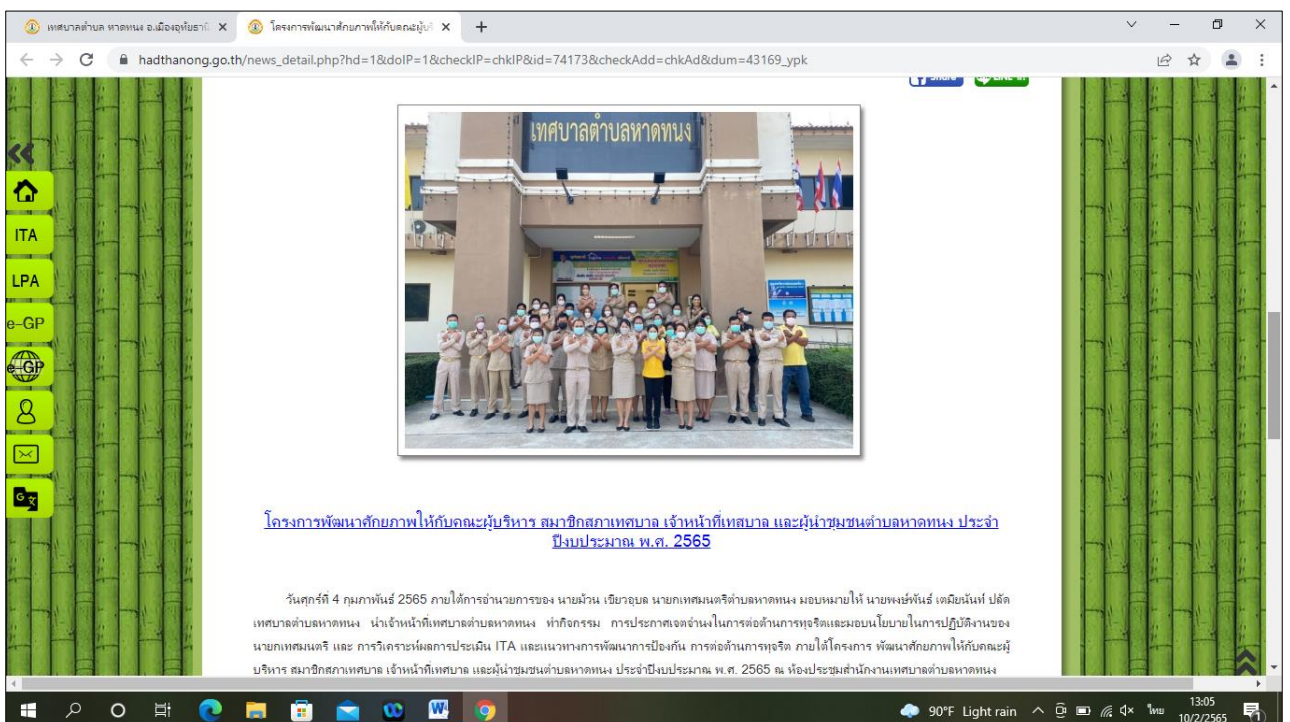 เทศบาลตำบล หาดทนง อ.เมืองอุทัยธานี
โครงการพัฒนาศักยภาพให้กับคณะผู้บริ
hadthanong.go.th/news_detail.php?hd=1&doIP=1&checkIP=chkIP&id=74173&checkAdd=chkAd&dum=43169_ypk
Share LINE it!
เทศบาลตำบลหาดทนง
ITA
LPA
e-GP
e-GP
โครงการพัฒนาศักยภาพให้กับคณะผู้บริหาร สมาชิกสภาเทศบาล เจ้าหน้าที่เทสบาล และผู้นำชุมชนตำบลหาดทนง ประจำ
ปีงบประมาณ พ.ศ. 2565
วันศุกร์ที่ 4 กุมภาพันธ์ 2565 ภายใต้การอำนวยการของ นายม้วน เขียวอุบล นายกเทศมนตรีตำบลหาดทนง มอบหมายให้ นายพงษ์พันธ์ เตมียนันท์ ปลัด
เทศบาลตำบลหาดทนง นำเจ้าหน้าที่เทศบาลตำบลหาดทนง ทำกิจกรรม การประกาศเจตจำนงในการต่อต้านการทุจริตและมอบนโยบายในการปฏิบัติงานของ
นายกเทศมนตรี และ การวิเคราะห์ผลการประเมิน ITA และแนวทางการพัฒนาการป้องกัน การต่อต้านการทุจริต ภายใต้โครงการ พัฒนาศักยภาพให้กับคณะผู้
บริหาร สมาชิกสภาเทศบาล เจ้าหน้าที่เทศบาล และผู้นำชุมชนตำบลหาดทนง ประจำปีงบประมาณ พ.ศ. 2565 ณ ห้องประชุมสำนักงานเทศบาลตำบลหาดทนง
90°F Light rain
ไทย
13:05
10/2/2565